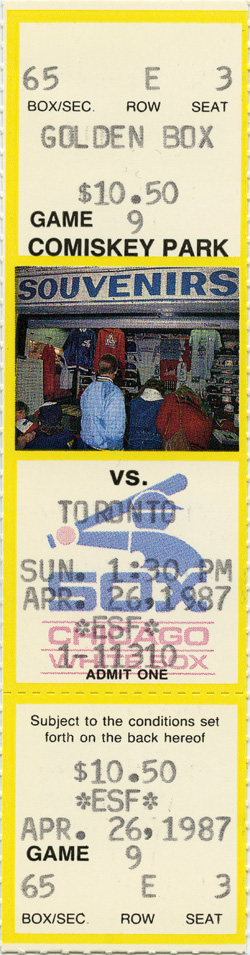 65 E 3
BOX/SEC. ROW SEAT
GOLDEN BOX
$10.50
GAME 9
COMISKEY PARK
SOUVENIRS
VS.
TORONTO
SUN. 1:30 PM
SOX
APR. 26,1987
*ESF*
CHICAGO
1-11310
WHITE SOX
ADMIT ONE
Subject to the conditions set
forth on the back hereof
$10.50
*ESF*
APR. 26,1987
GAME 9
65 E 3
BOX/SEC. ROW SEAT